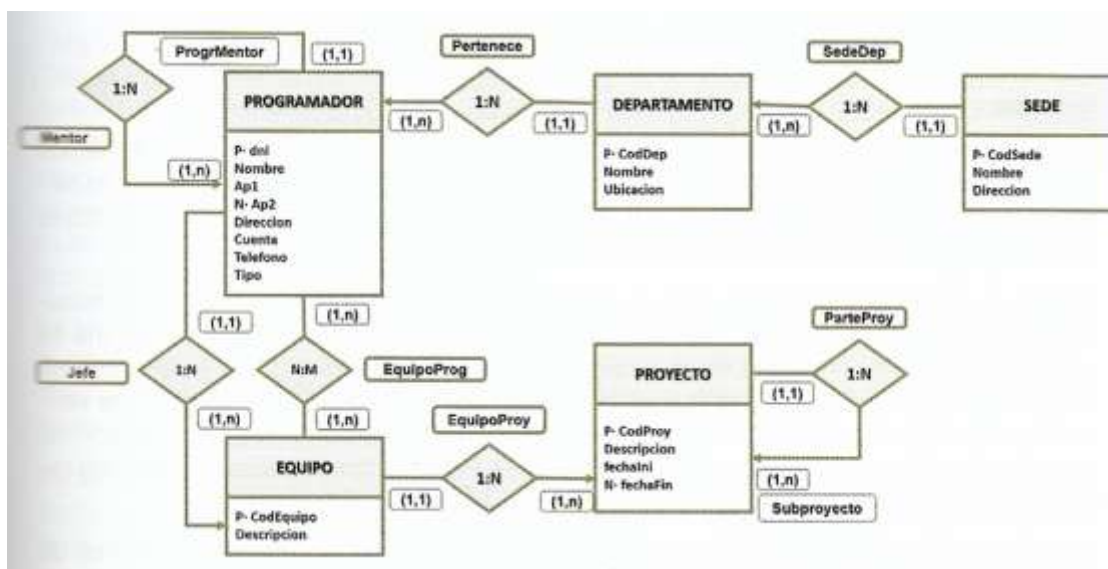 ProgrMentor
(1,1)
Pertenece
SedeDep
1:N
PROGRAMADOR
(1,n)
1:N
(1,1)
DEPARTAMENTO
(1,n)
1:N
(1,1)
SEDE
Mentor
(1,n)
P- dni
Nombre
Ap1
N- Ap2
Direccion
Cuenta
Telefono
Tipo
P- CodDep
Nombre
Ubicacion
P- CodSede
Nombre
Direccion
(1,1)
(1,n)
ParteProy
Jefe
1:N
N:M
EquipoProg
PROYECTO
(1,1)
1:N
(1,n)
(1,n)
EquipoProy
P- CodProy
Descripcion
fechaIni
N- fechaFin
EQUIPO
(1,1)
1:N
(1,n)
(1,n)
Subproyecto
P- CodEquipo
Descripcion